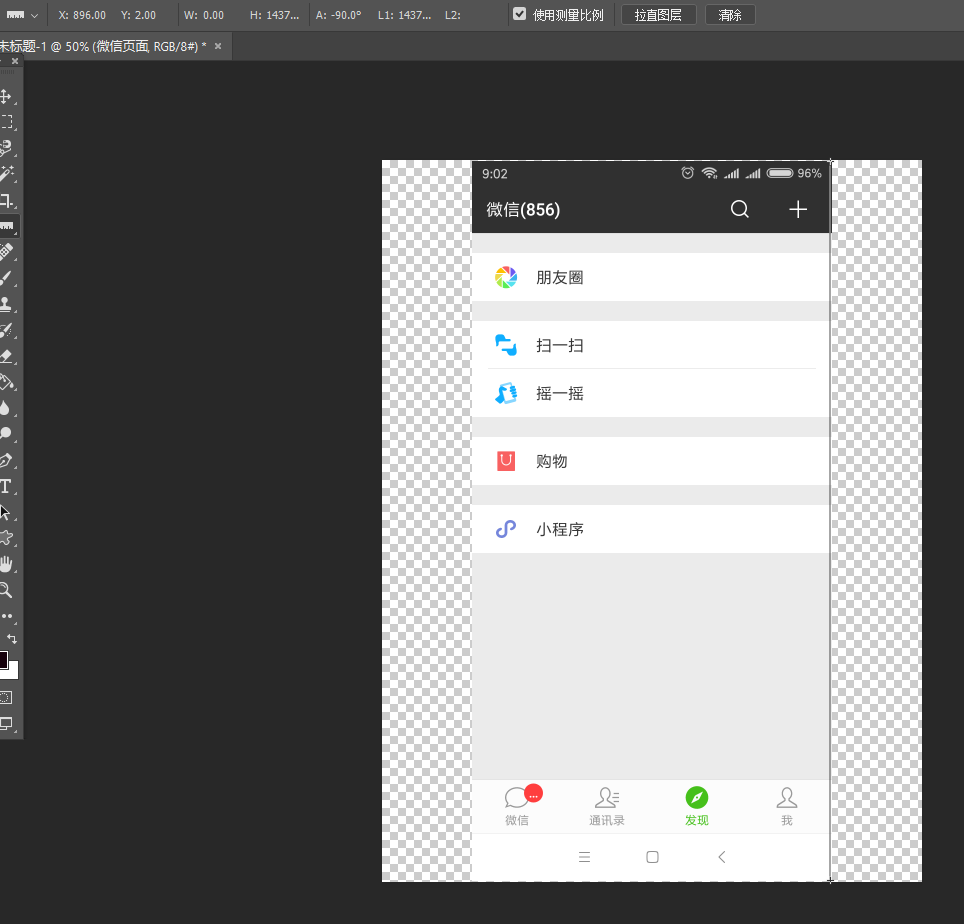 X: 896.00 Y: 2.00 W: 0.00 H: 1437... A: -90.0° L1: 1437... L2: 使用测量比例 拉直图层 清除
未标题-1 @ 50% (微信页面, RGB/8#) * ×
9:02 96%
微信(856)
朋友圈
扫一扫
摇一摇
购物
小程序
...
微信 通讯录 发现 我